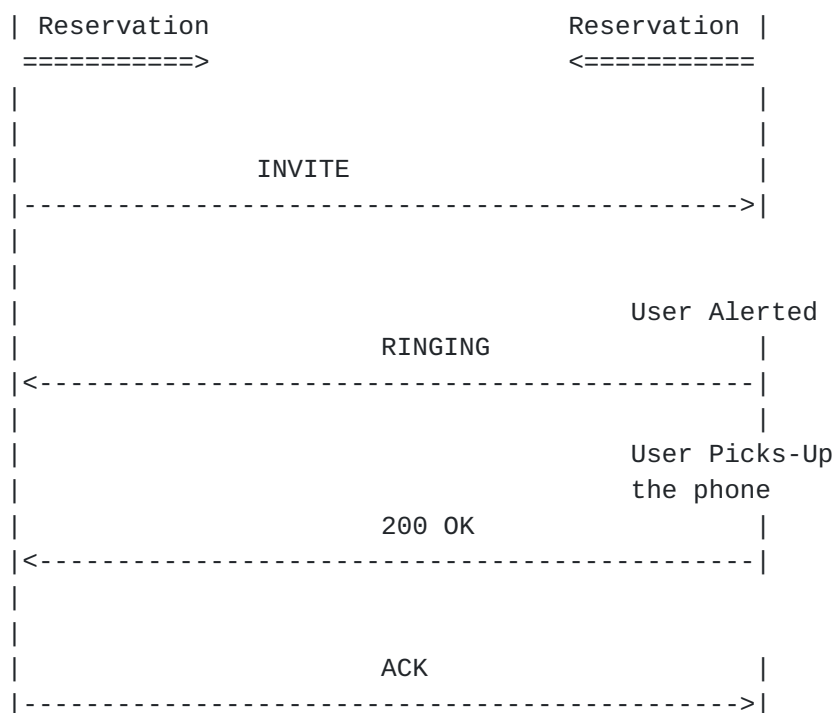 | Reservation                       Reservation |
 ===========>                       <===========
|                                               |
|                                               |
|               INVITE                          |
|---------------------------------------------->|
|
|
|                                       User Alerted
|                       RINGING                 |
|<----------------------------------------------|
|                                               |
|                                       User Picks-Up
|                                       the phone
|                       200 OK                  |
|<----------------------------------------------|
|
|
|                       ACK                     |
|---------------------------------------------->|